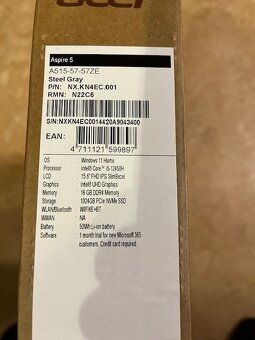 acer
Aspire 5
A515-57-57ZE
Steel Gray
P/N: NX.KN4EC.001
RMN: N22C6
S/N:NXKN4EC0014420A9043400
EAN:
4 711121 599897
OS Windows 11 Home
Processor Intel® Core™ i5-12450H
LCD 15.6" FHD IPS SlimBezel
Graphics Intel® UHD Graphics
Memory 16 GB DDR4 Memory
Storage 1024GB PCIe NVMe SSD
WLAN/Bluetooth WiFi6E+BT
WWAN NA
Battery 50Wh Li-ion battery
Software 1 month trial for new Microsoft 365
customers. Credit card required.